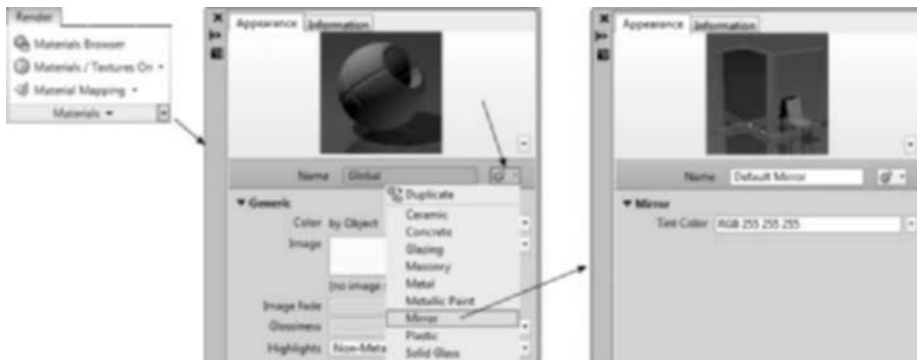 Render
Materials Browser
Materials / Textures On
Material Mapping
Materials
Appearance Information
Name Global
Generic
Color by Object
Image
(no image
Image Fade
Glossiness
Highlights Non-Meta
Duplicate
Ceramic
Concrete
Glazing
Masonry
Metal
Metallic Paint
Mirror
Plastic
Solid Glass
Appearance Information
Name Default Mirror
Mirror
Tint Color RGB 255 255 255